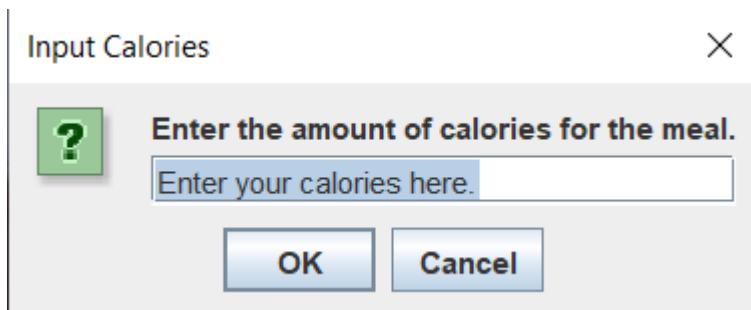 Input Calories
?
Enter the amount of calories for the meal.
Enter your calories here.
OK Cancel